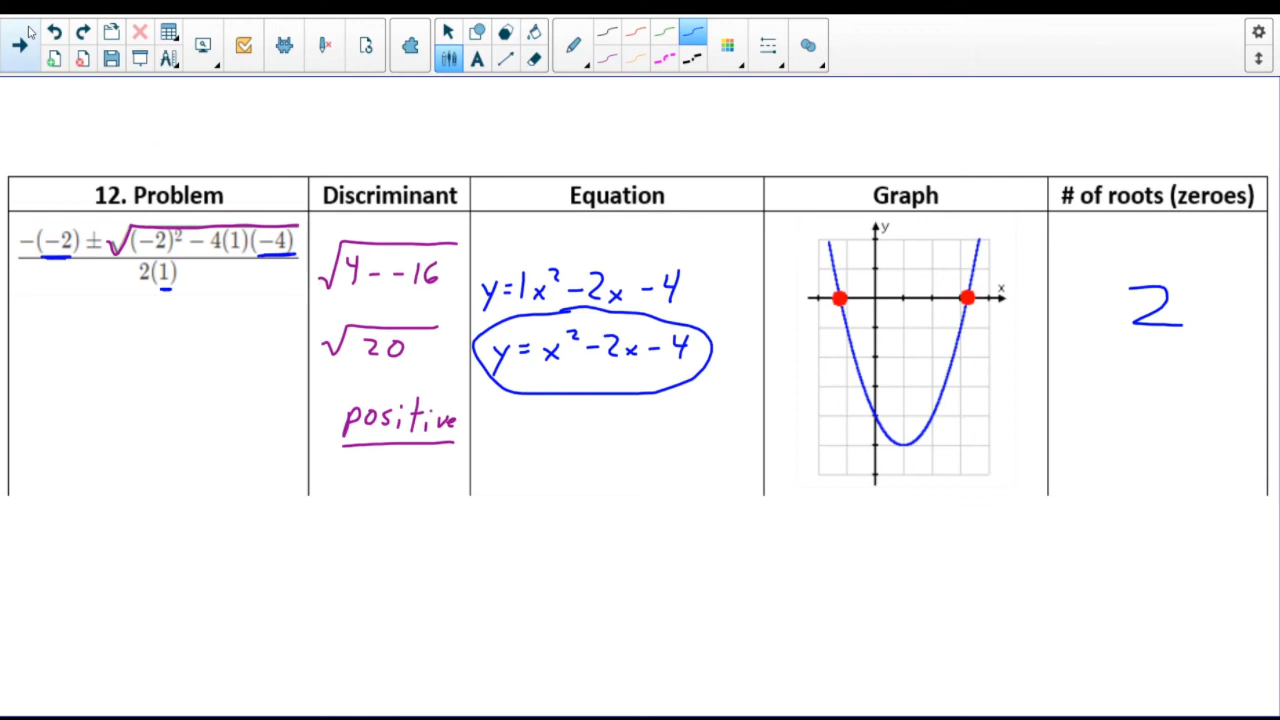 12. Problem
Discriminant
Equation
Graph
# of roots (zeroes)
−(−2) ± √(−2)² − 4(1)(−4)
2(1)
√4 - -16
√20
positive
y=1x² -2x -4
y = x² -2x - 4
y
x
2